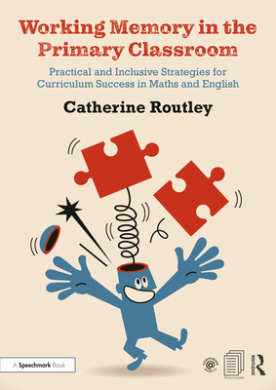 Working Memory in the
Primary Classroom
Practical and Inclusive Strategies for
Curriculum Success in Maths and English
Catherine Routley
A Speechmark Book
R